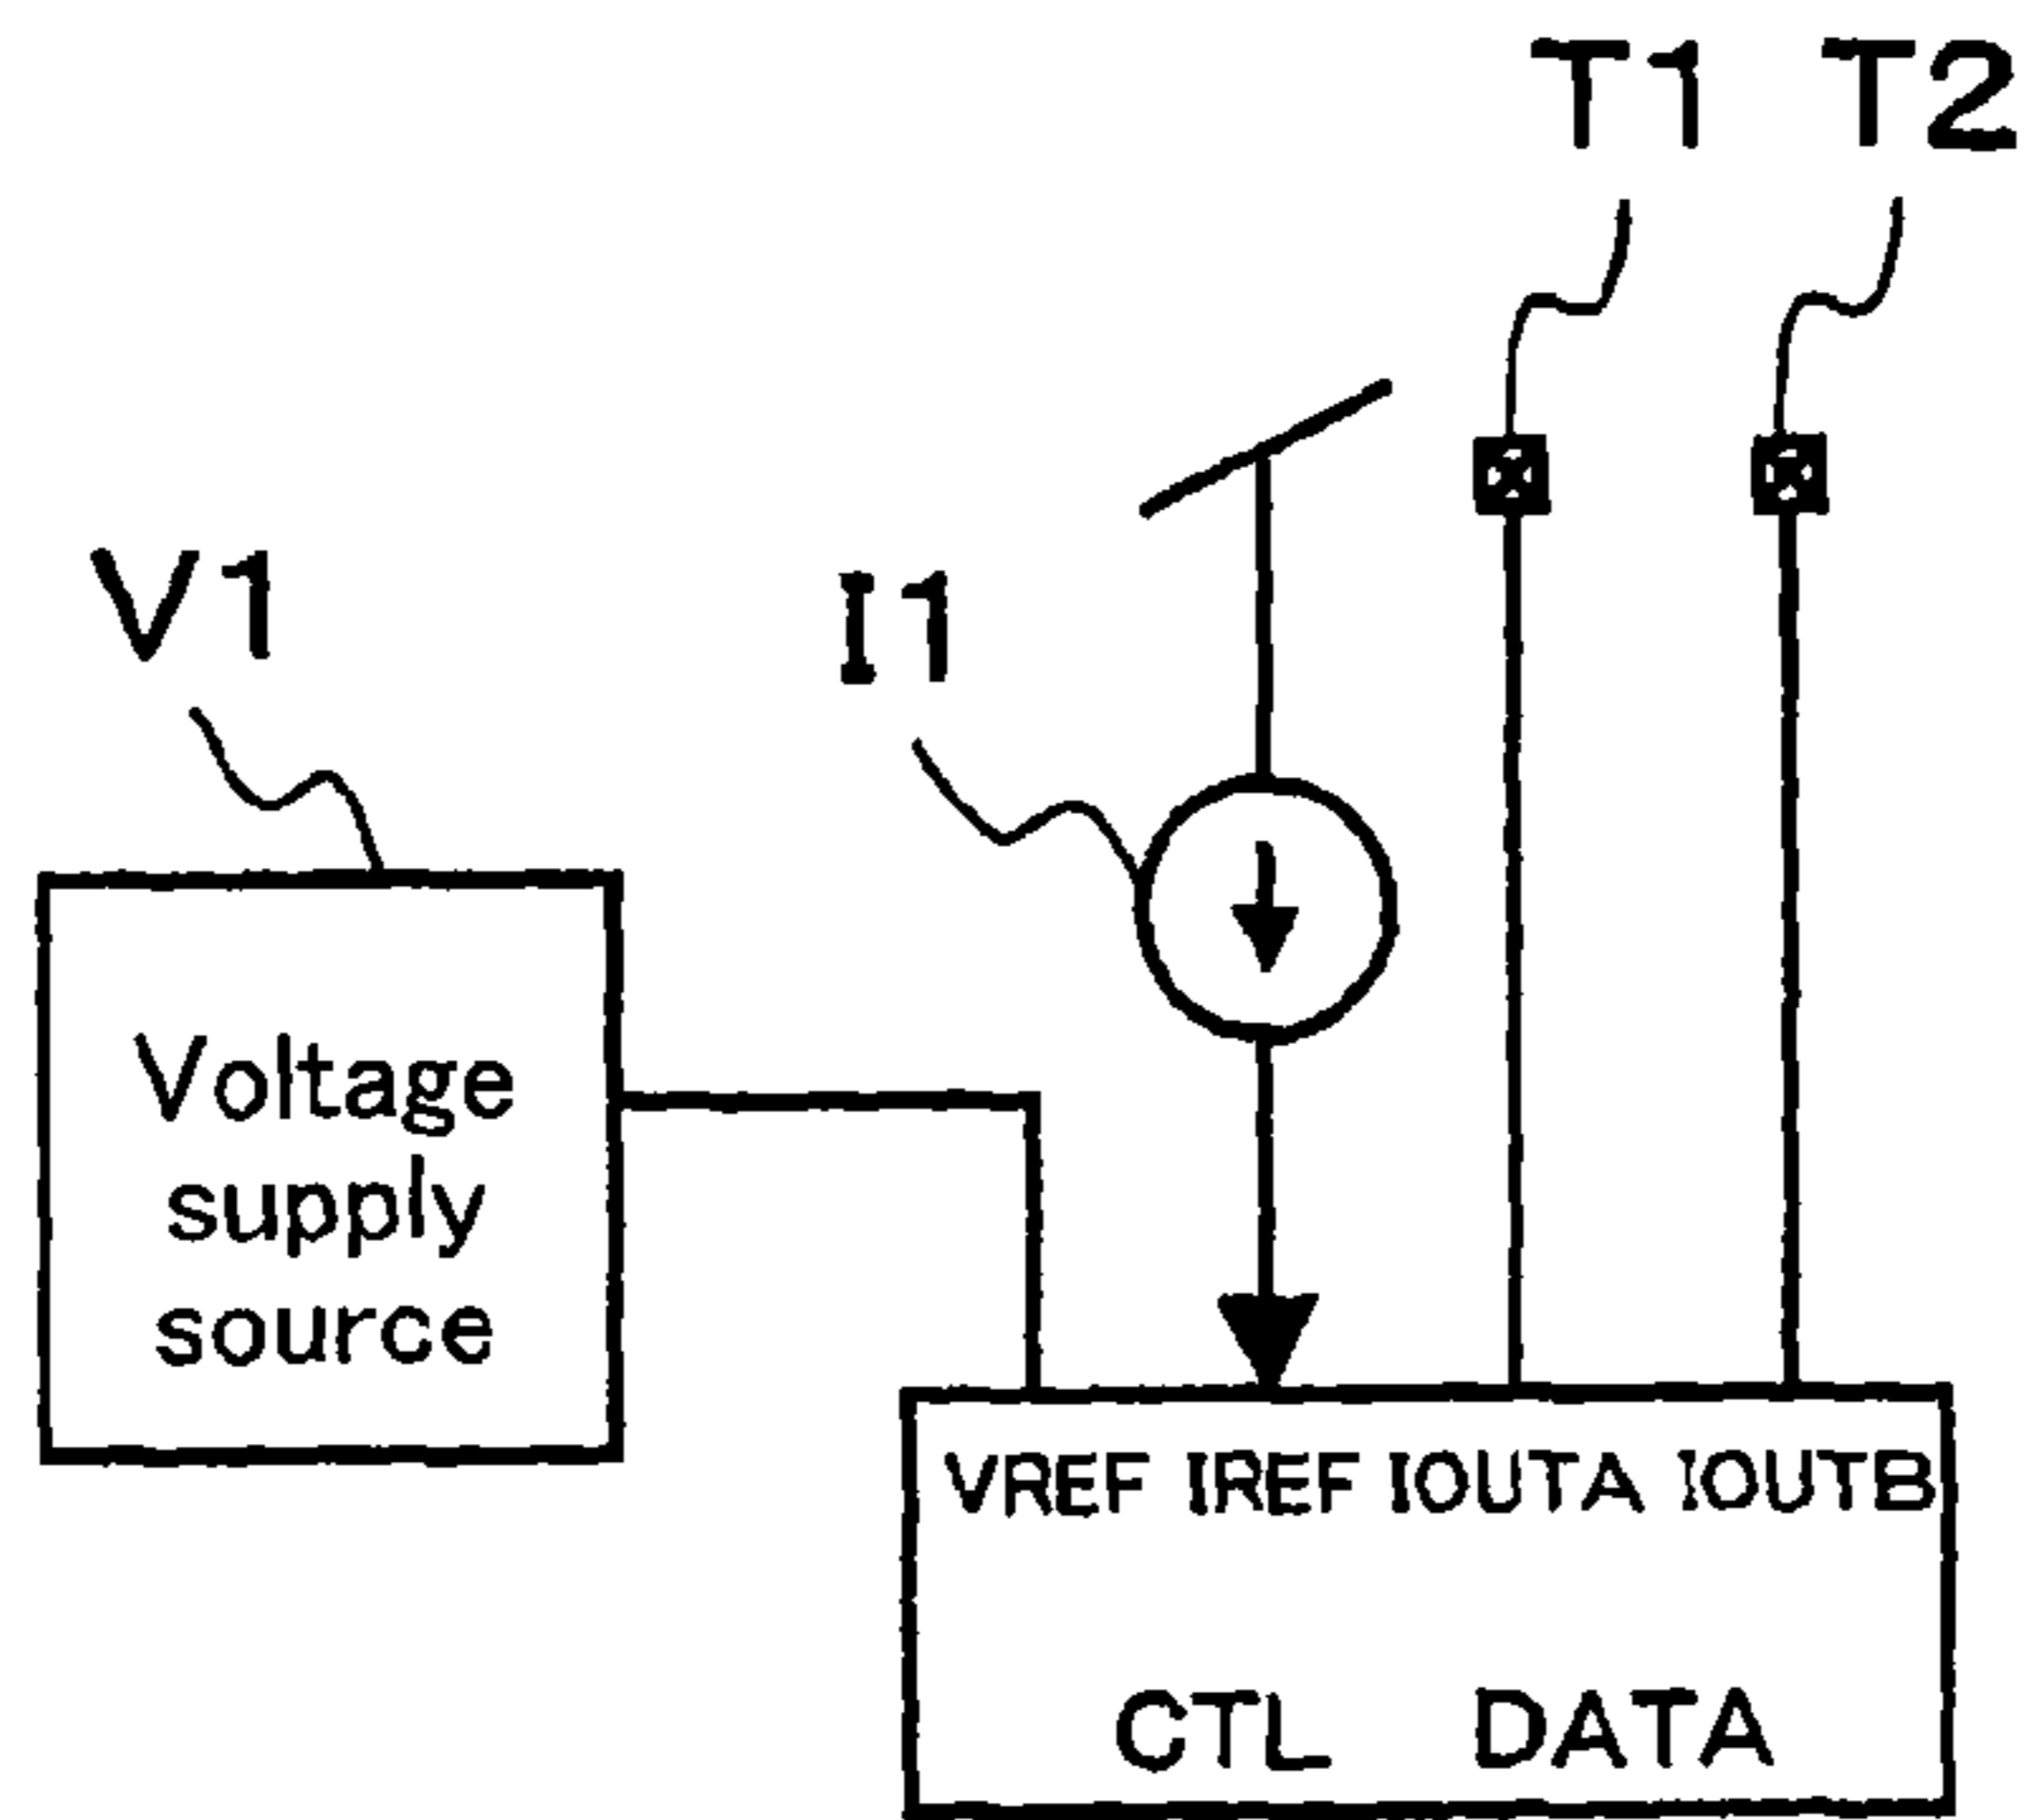 T1 T2
V1
I1
Voltage
supply
source
VREF IREF IOUTA IOUTB
CTL DATA